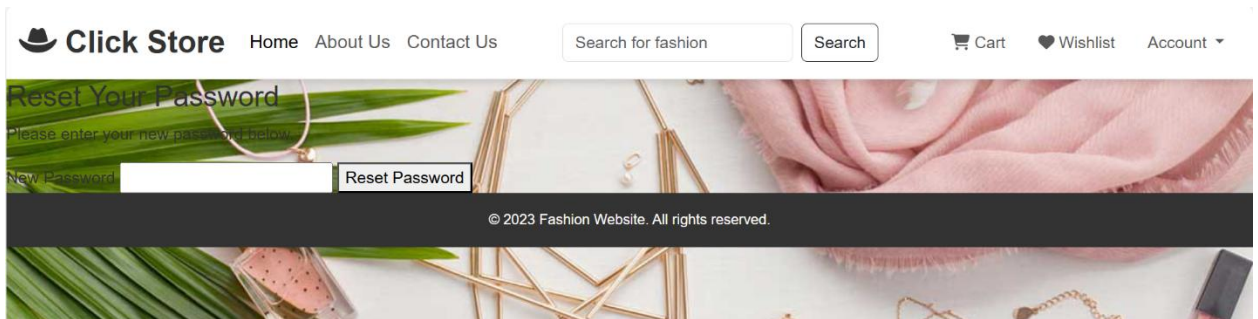 Click Store Home About Us Contact Us Search for fashion Search Cart Wishlist Account
Reset Your Password
Please enter your new password below.
New Password Reset Password
© 2023 Fashion Website. All rights reserved.